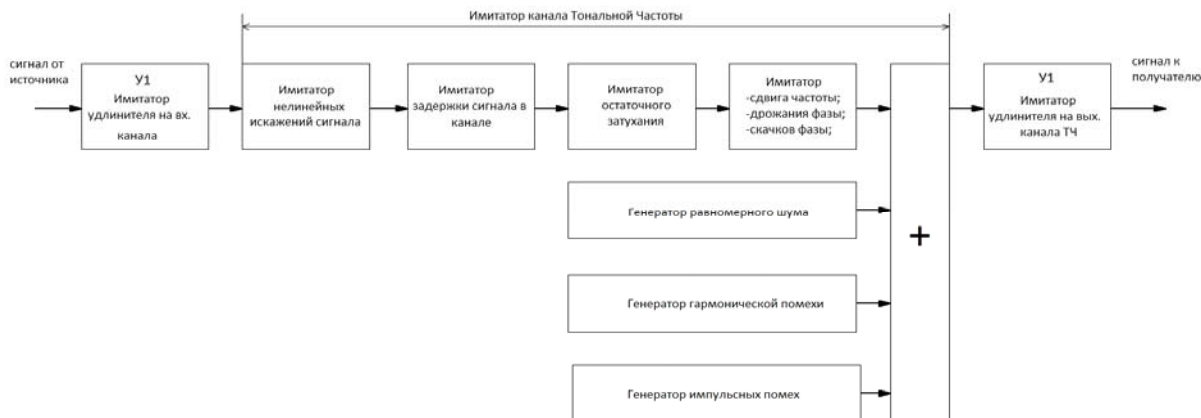 Имитатор канала Тональной Частоты
сигнал от
источника
У1
Имитатор
удлинителя на вх.
канала
Имитатор
нелинейных
искажений сигнала
Имитатор
задержки сигнала в
канале
Имитатор
остаточного
затухания
Имитатор
-сдвига частоты;
-дрожания фазы;
-скачков фазы;
+
У1
Имитатор
удлинителя на вых.
канала ТЧ
сигнал к
получателю
Генератор равномерного шума
Генератор гармонической помехи
Генератор импульсных помех